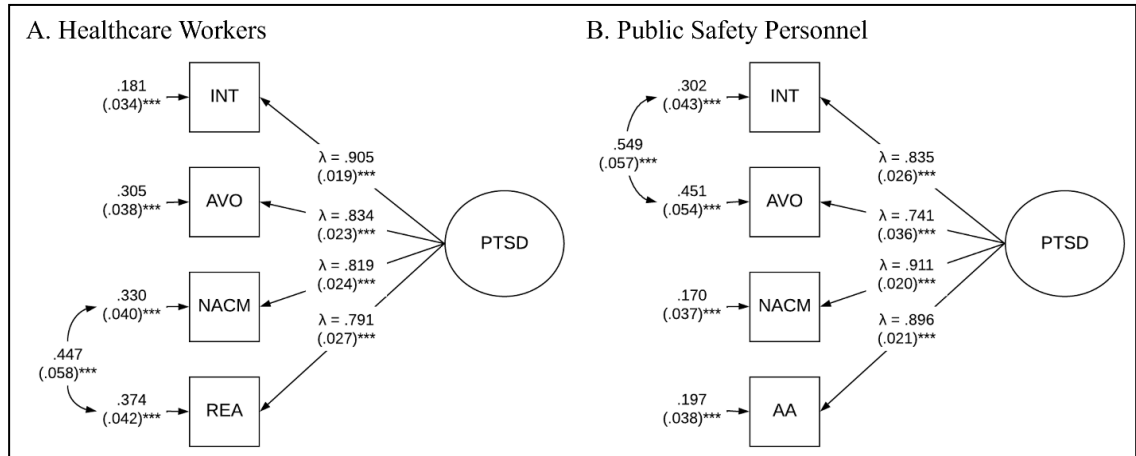 A. Healthcare Workers
.181
(.034)***
INT
λ = .905
(.019)***
.305
(.038)***
AVO
λ = .834
(.023)***
PTSD
λ = .819
(.024)***
.330
(.040)***
NACM
λ = .791
(.027)***
.447
(.058)***
.374
(.042)***
REA
B. Public Safety Personnel
.302
(.043)***
INT
.549
(.057)***
λ = .835
(.026)***
.451
(.054)***
AVO
λ = .741
(.036)***
PTSD
λ = .911
(.020)***
.170
(.037)***
NACM
λ = .896
(.021)***
.197
(.038)***
AA